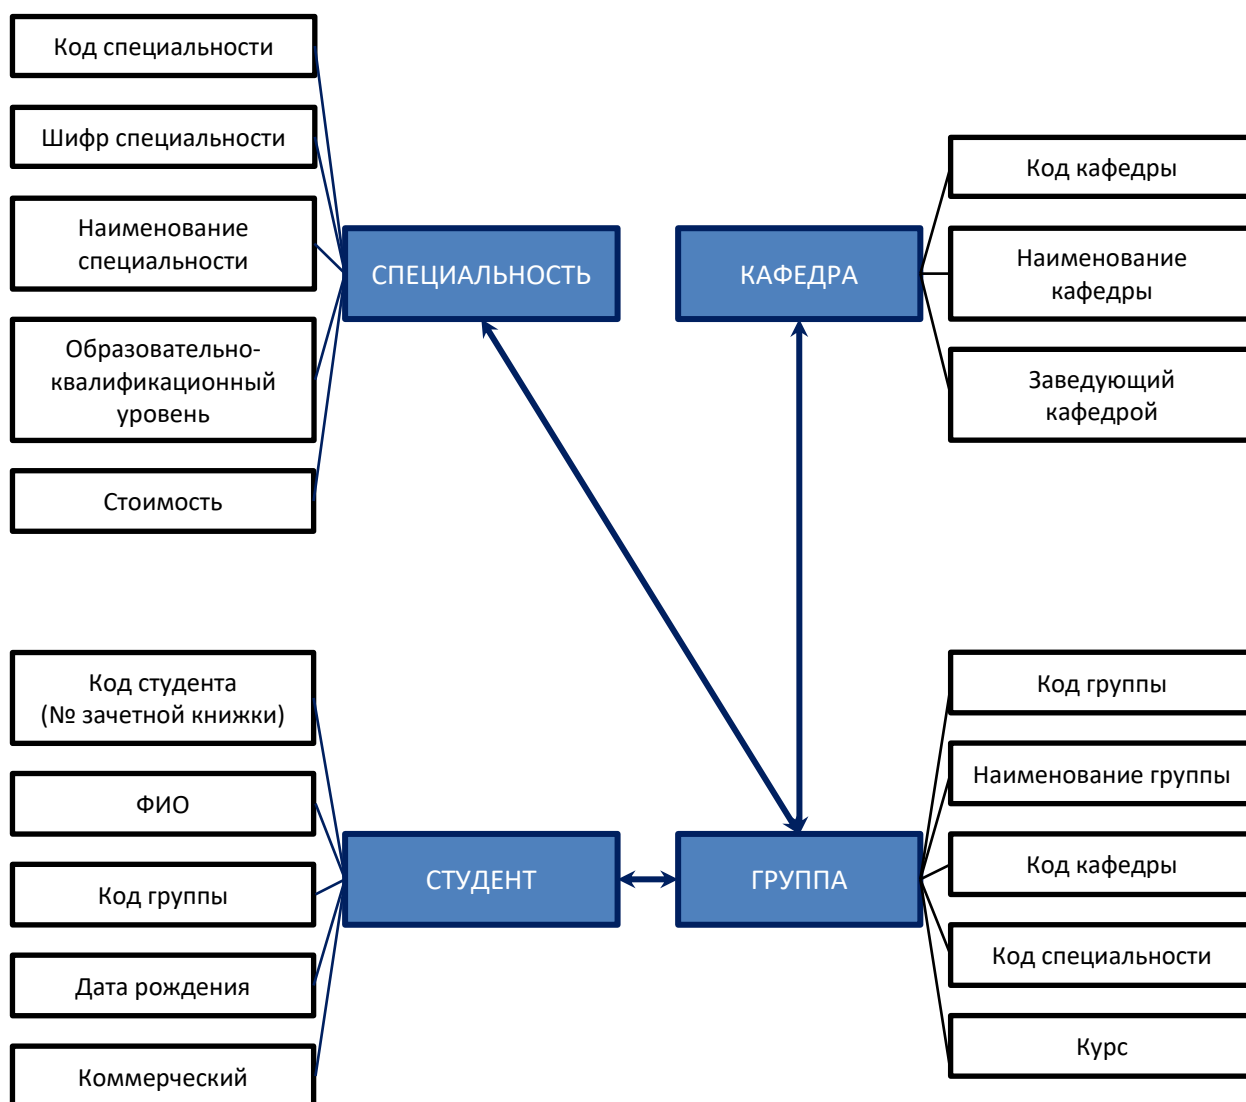 Код специальности
Шифр специальности
Наименование
специальности
Образовательно-
квалификационный
уровень
Стоимость
СПЕЦИАЛЬНОСТЬ
КАФЕДРА
Код кафедры
Наименование
кафедры
Заведующий
кафедрой
Код студента
(№ зачетной книжки)
ФИО
Код группы
Дата рождения
Коммерческий
СТУДЕНТ
ГРУППА
Код группы
Наименование группы
Код кафедры
Код специальности
Курс